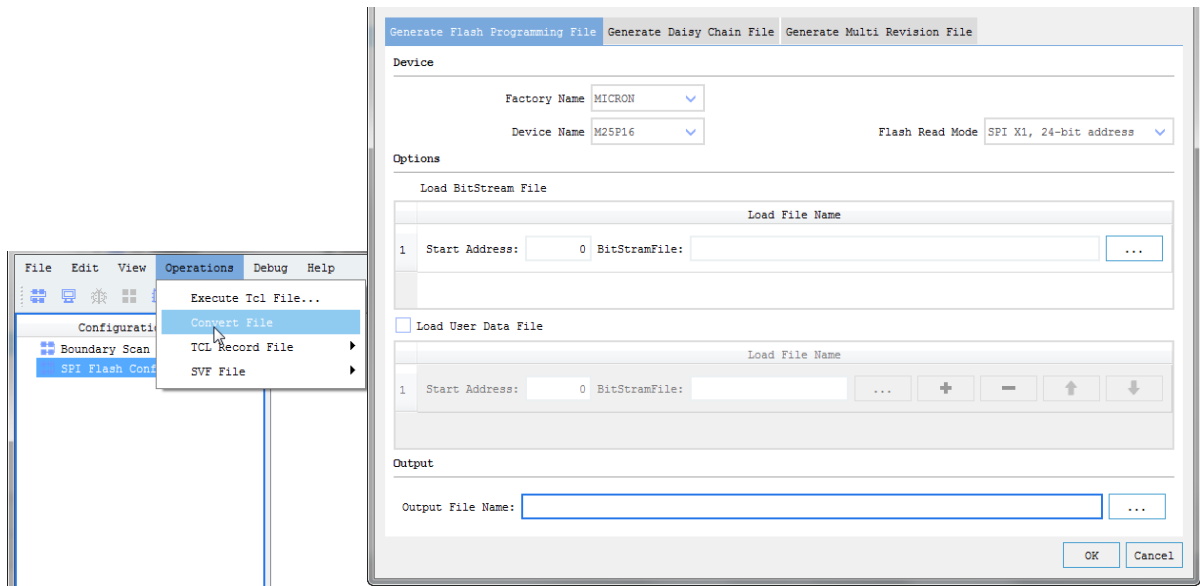 File Edit View Operations Debug Help
Execute Tcl File...
Convert File
TCL Record File
SVF File
Configurati
Boundary Scan
SPI Flash Conf
Generate Flash Programming File Generate Daisy Chain File Generate Multi Revision File
Device
Factory Name MICRON
Device Name M25P16 Flash Read Mode SPI X1, 24-bit address
Options
Load BitStream File
Load File Name
1 Start Address: 0 BitStramFile: ...
Load User Data File
Load File Name
1 Start Address: 0 BitStramFile: ...
Output
Output File Name: ...
OK Cancel